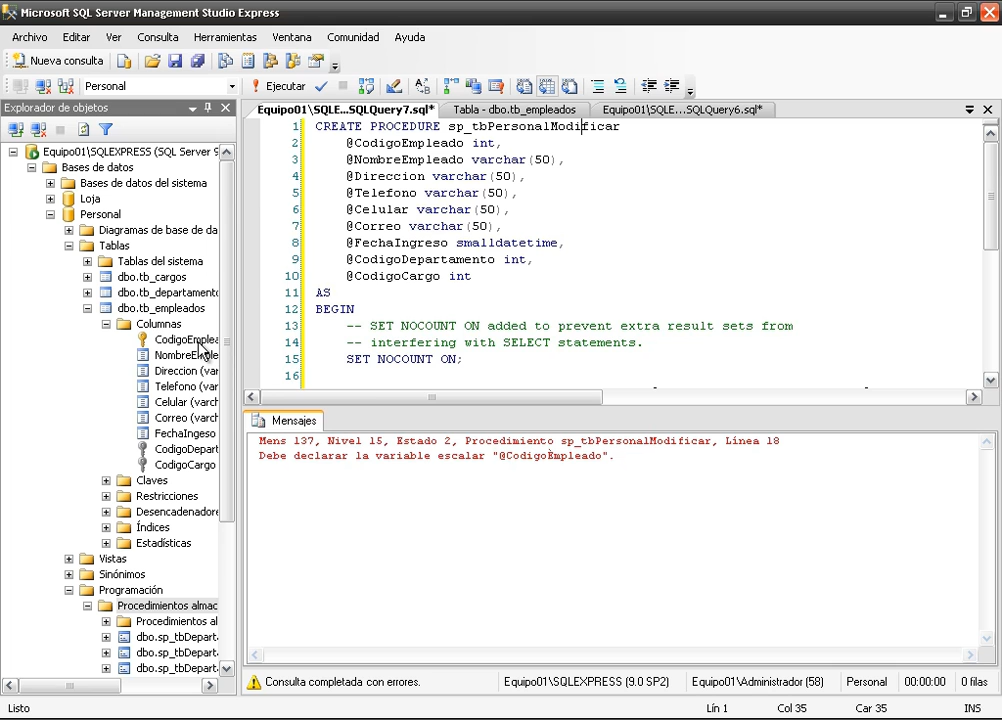 Microsoft SQL Server Management Studio Express
Archivo Editar Ver Consulta Herramientas Ventana Comunidad Ayuda
Nueva consulta
Personal Ejecutar
Explorador de objetos
Equipo01\SQLE...SQLQuery7.sql* Tabla - dbo.tb_empleados Equipo01\SQLE....SQLQuery6.sql*
Equipo01\SQLEXPRESS (SQL Server 9
Bases de datos
Bases de datos del sistema
Loja
Personal
Diagramas de base de da
Tablas
Tablas del sistema
dbo.tb_cargos
dbo.tb_departamento
dbo.tb_empleados
Columnas
CodigoEmplea
NombreEmple
Direccion (var
Telefono (var
Celular (varch
Correo (varch
FechaIngreso
CodigoDepart
CodigoCargo
Claves
Restricciones
Desencadenadore
Índices
Estadísticas
Vistas
Sinónimos
Programación
Procedimientos almac
Procedimientos al
dbo.sp_tbDepart
dbo.sp_tbDepart
dbo.sp_tbDepart
1 CREATE PROCEDURE sp_tbPersonalModificar
2 @CodigoEmpleado int,
3 @NombreEmpleado varchar(50),
4 @Direccion varchar(50),
5 @Telefono varchar(50),
6 @Celular varchar(50),
7 @Correo varchar(50),
8 @FechaIngreso smalldatetime,
9 @CodigoDepartamento int,
10 @CodigoCargo int
11 AS
12 BEGIN
13 -- SET NOCOUNT ON added to prevent extra result sets from
14 -- interfering with SELECT statements.
15 SET NOCOUNT ON;
16
Mensajes
Mens 137, Nivel 15, Estado 2, Procedimiento sp_tbPersonalModificar, Línea 18
Debe declarar la variable escalar "@CodigoEmpleado".
Consulta completada con errores. Equipo01\SQLEXPRESS (9.0 SP2) Equipo01\Administrador (58) Personal 00:00:00 0 filas
Listo Lín 1 Col 35 Car 35 INS